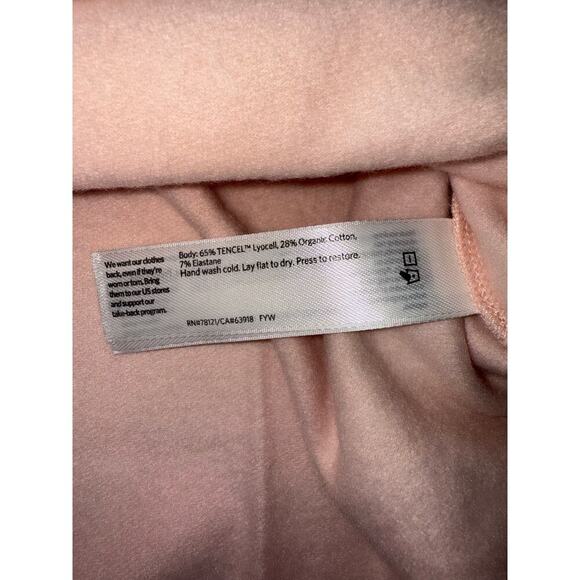 We want our clothes
back, even if they're
worn or torn. Bring
them to our US stores
and support our
take-back program.
Body: 65% TENCEL™ Lyocell, 28% Organic Cotton,
7% Elastane
Hand wash cold. Lay flat to dry. Press to restore.
RN#78121/CA#63918 FYW